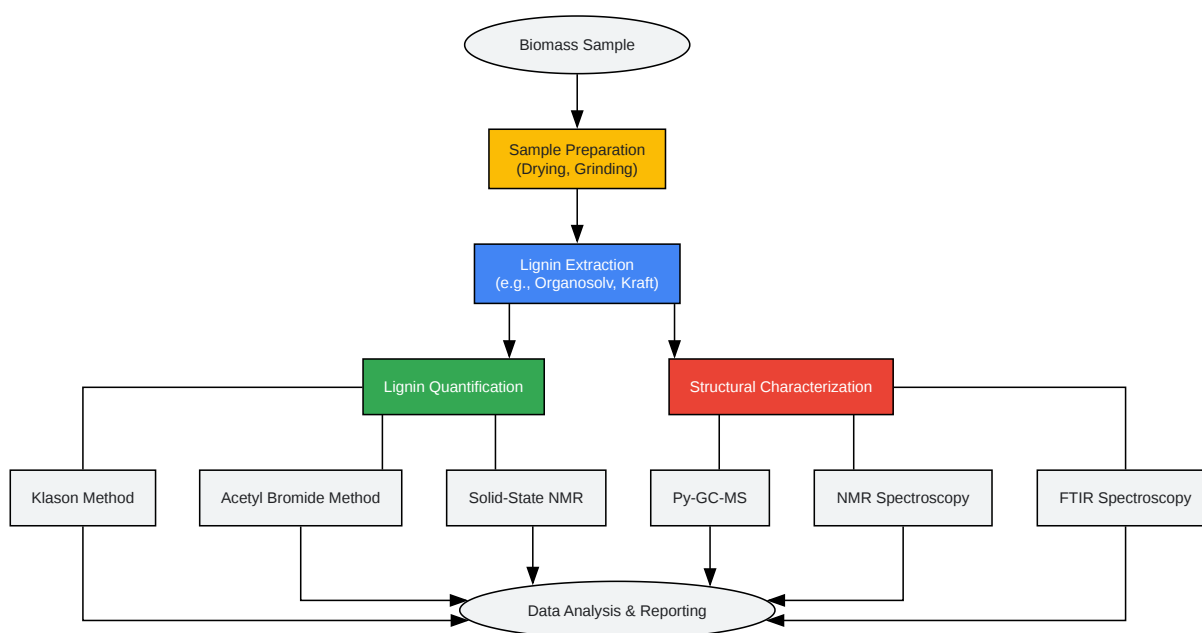 Biomass Sample
Sample Preparation
(Drying, Grinding)
Lignin Extraction
(e.g., Organosolv, Kraft)
Lignin Quantification
Structural Characterization
Klason Method
Acetyl Bromide Method
Solid-State NMR
Py-GC-MS
NMR Spectroscopy
FTIR Spectroscopy
Data Analysis & Reporting